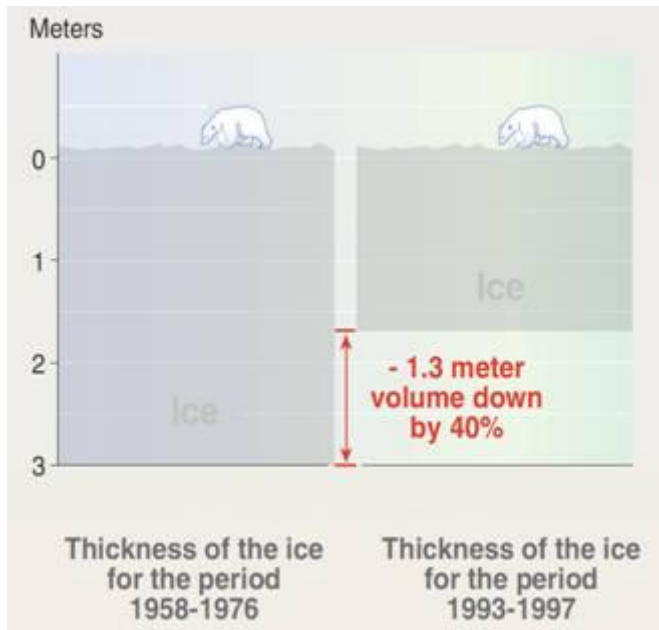 Meters
0
1
2
3
Ice
Ice
- 1.3 meter
volume down
by 40%
Thickness of the ice
for the period
1958-1976
Thickness of the ice
for the period
1993-1997